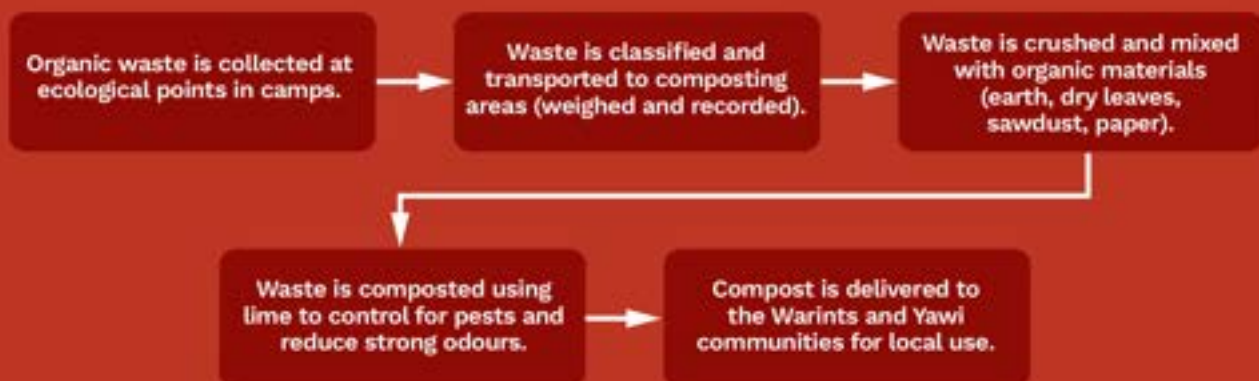 Organic waste is collected at
ecological points in camps.
Waste is classified and
transported to composting
areas (weighed and recorded).
Waste is crushed and mixed
with organic materials
(earth, dry leaves,
sawdust, paper).
Waste is composted using
lime to control for pests and
reduce strong odours.
Compost is delivered to
the Warints and Yawi
communities for local use.